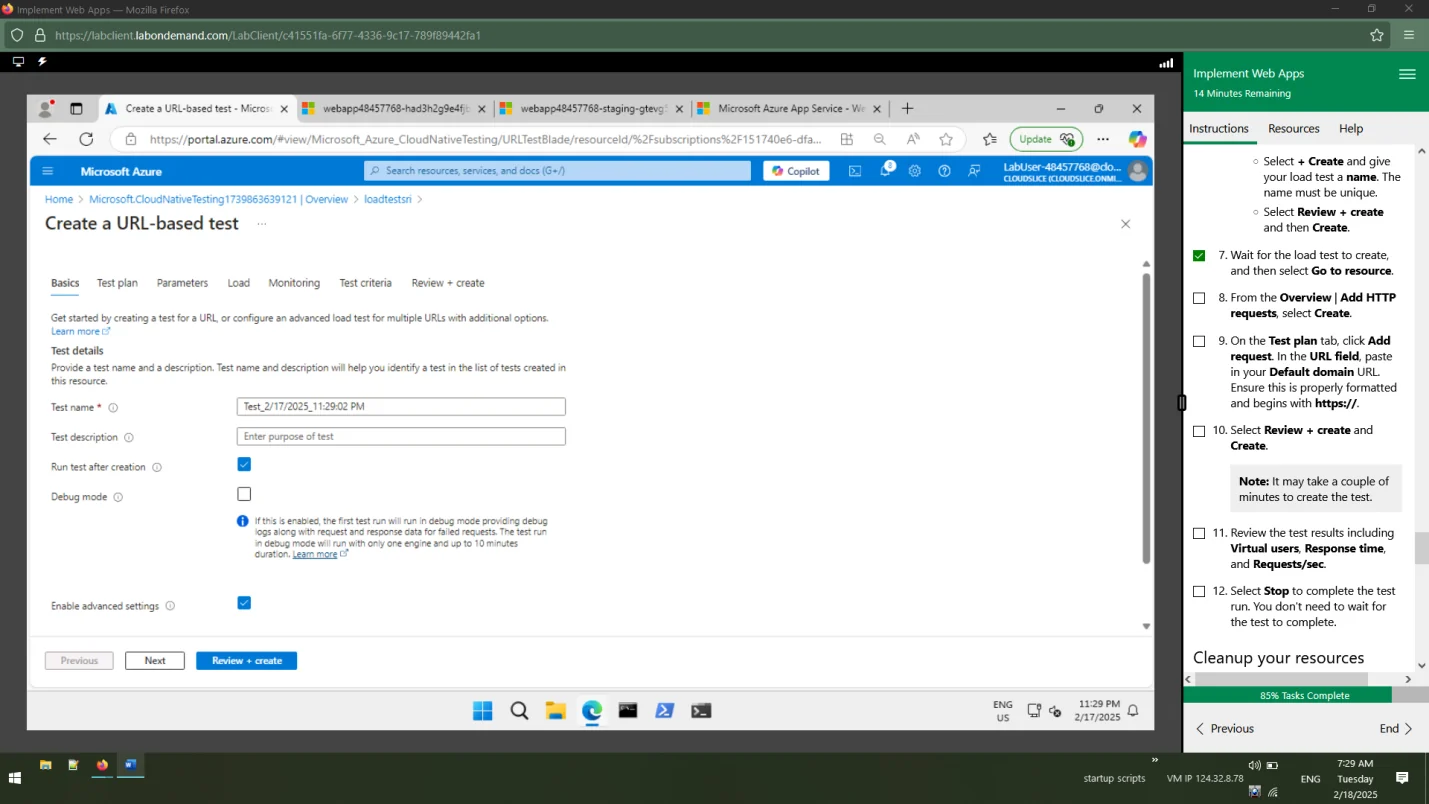 Implement Web Apps — Mozilla Firefox
https://labclient.labondemand.com/LabClient/c41551fa-6f77-4336-9c17-789f89442fa1
Create a URL-based test - Micros
webapp48457768-had3h2g9e4fjb
webapp48457768-staging-gtevg
Microsoft Azure App Service - We
https://portal.azure.com/#view/Microsoft_Azure_CloudNativeTesting/URLTestBlade/resourceId/%2Fsubscriptions%2F151740e6-dfa...
Update
Microsoft Azure
Search resources, services, and docs (G+/)
Copilot
2
LabUser-48457768@clo...
CLOUDSLICE (CLOUDSLICE.ONMI...
Home > Microsoft.CloudNativeTesting1739863639121 | Overview > loadtestsri >
Create a URL-based test ...
Basics Test plan Parameters Load Monitoring Test criteria Review + create
Get started by creating a test for a URL, or configure an advanced load test for multiple URLs with additional options.
Learn more
Test details
Provide a test name and a description. Test name and description will help you identify a test in the list of tests created in
this resource.
Test name *
Test_2/17/2025_11:29:02 PM
Test description
Enter purpose of test
Run test after creation
Debug mode
If this is enabled, the first test run will run in debug mode providing debug
logs along with request and response data for failed requests. The test run
in debug mode will run with only one engine and up to 10 minutes
duration. Learn more
Enable advanced settings
Previous
Next
Review + create
ENG
US
11:29 PM
2/17/2025
Implement Web Apps
14 Minutes Remaining
Instructions Resources Help
Select + Create and give
your load test a name. The
name must be unique.
Select Review + create
and then Create.
7. Wait for the load test to create,
and then select Go to resource.
8. From the Overview | Add HTTP
requests, select Create.
9. On the Test plan tab, click Add
request. In the URL field, paste
in your Default domain URL.
Ensure this is properly formatted
and begins with https://.
10. Select Review + create and
Create.
Note: It may take a couple of
minutes to create the test.
11. Review the test results including
Virtual users, Response time,
and Requests/sec.
12. Select Stop to complete the test
run. You don't need to wait for
the test to complete.
Cleanup your resources
85% Tasks Complete
Previous
End
startup scripts
VM IP 124.32.8.78
ENG
7:29 AM
Tuesday
2/18/2025